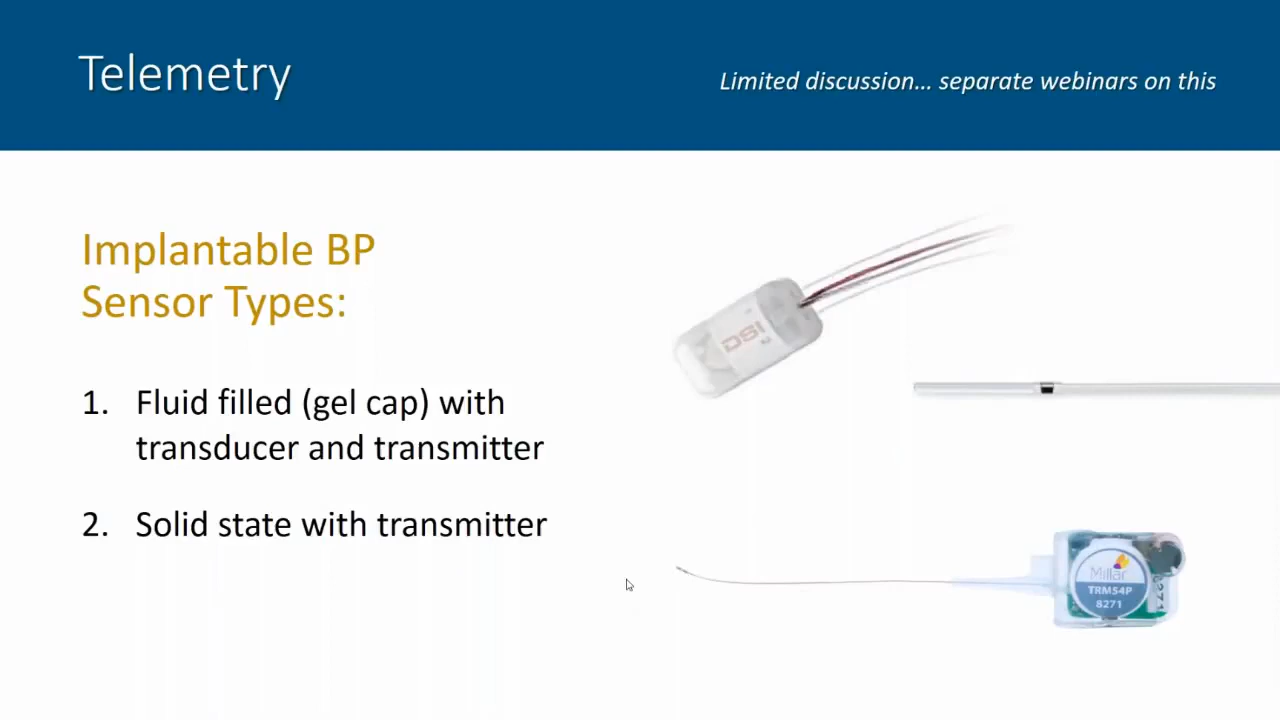 Telemetry
Limited discussion... separate webinars on this
Implantable BP
Sensor Types:
1. Fluid filled (gel cap) with
transducer and transmitter
2. Solid state with transmitter
DSI
Millar
TRM54P
8271